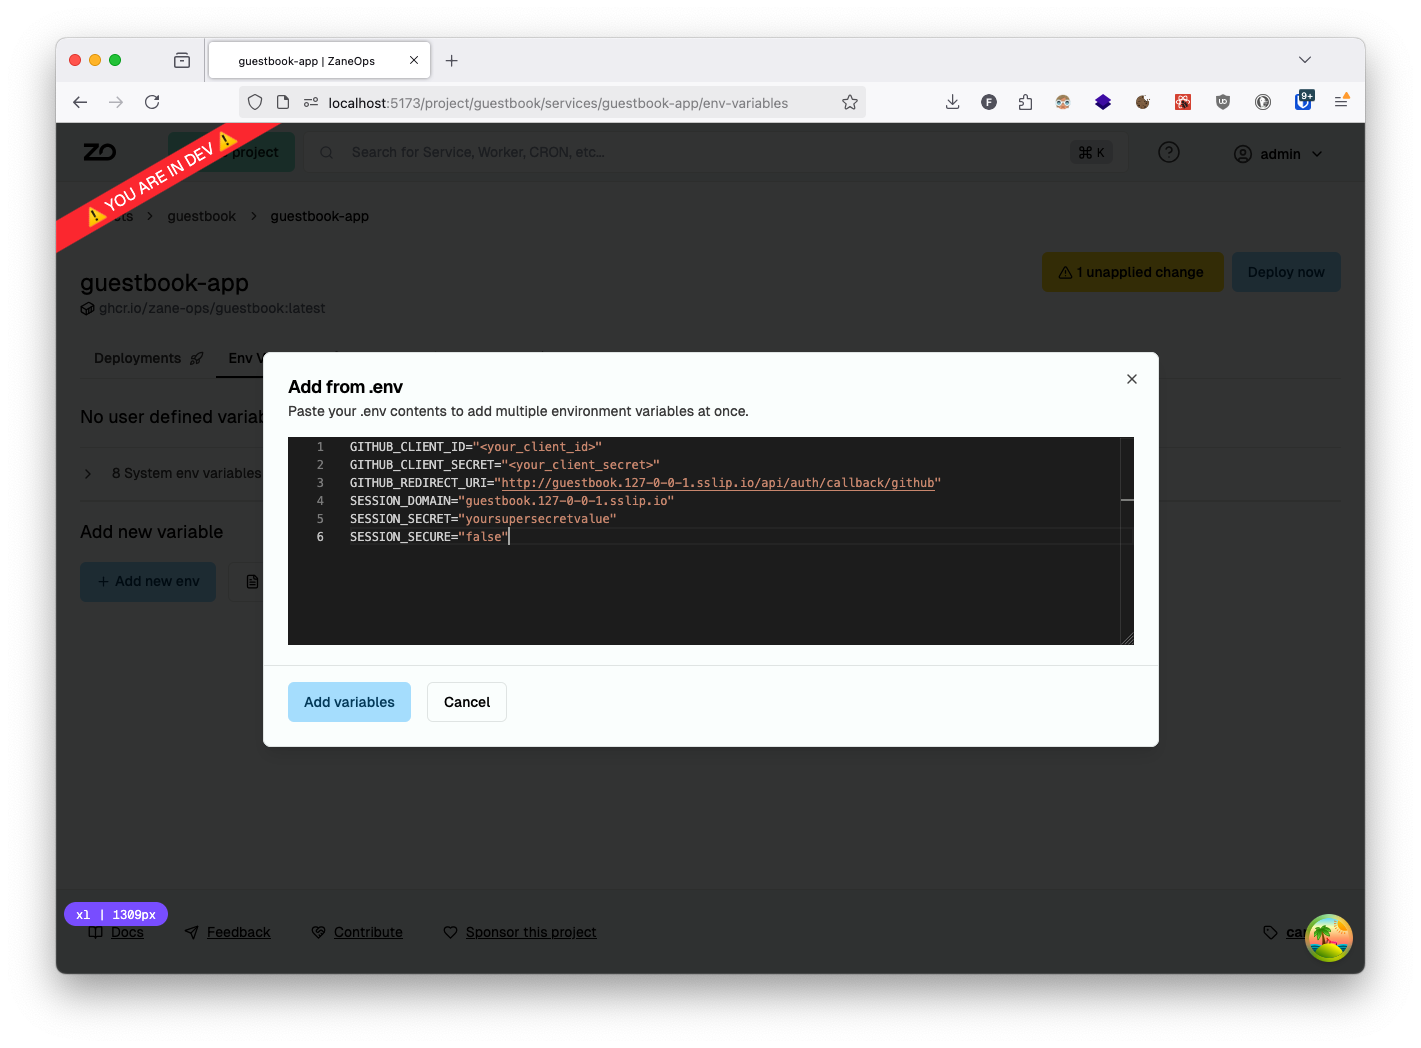 guestbook-app | ZaneOps
localhost:5173/project/guestbook/services/guestbook-app/env-variables
F
UD
9+
ZO
YOU ARE IN DEV
project
Search for Service, Worker, CRON, etc...
⌘ K
?
admin
guestbook
guestbook-app
guestbook-app
1 unapplied change
Deploy now
ghcr.io/zane-ops/guestbook:latest
Deployments
Env V
Add from .env
Paste your .env contents to add multiple environment variables at once.
No user defined variab
8 System env variables
Add new variable
+ Add new env
1 GITHUB_CLIENT_ID="<your_client_id>"
2 GITHUB_CLIENT_SECRET="<your_client_secret>"
3 GITHUB_REDIRECT_URI="http://guestbook.127-0-0-1.sslip.io/api/auth/callback/github"
4 SESSION_DOMAIN="guestbook.127-0-0-1.sslip.io"
5 SESSION_SECRET="yoursupersecretvalue"
6 SESSION_SECURE="false"
Add variables
Cancel
xl | 1309px
Docs
Feedback
Contribute
Sponsor this project
ca